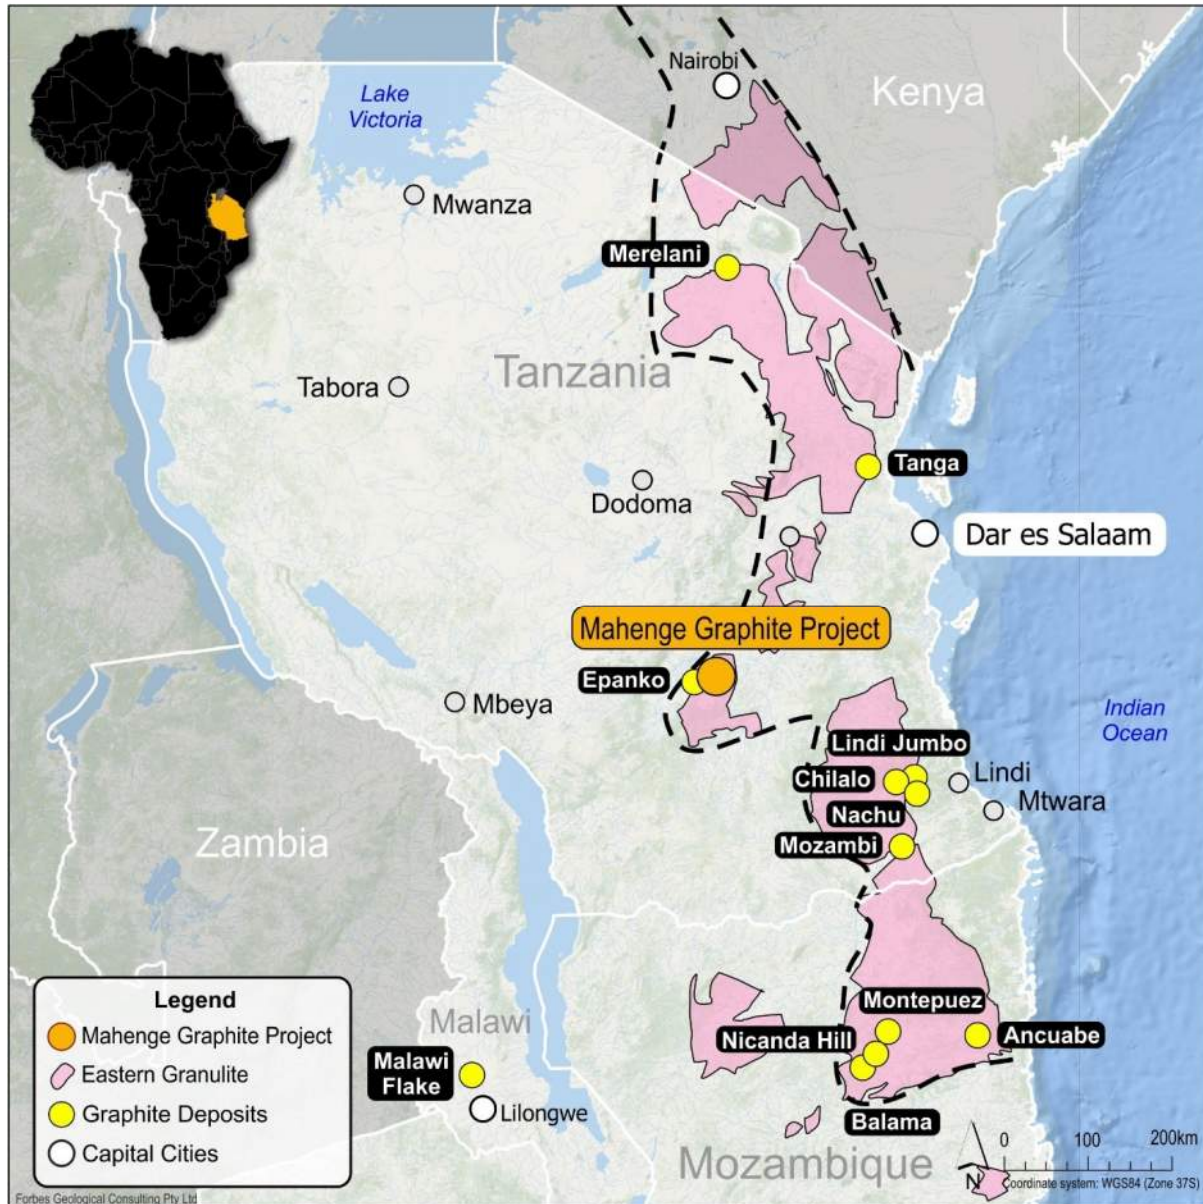 Nairobi
Kenya
Lake
Victoria
Mwanza
Merelani
Tanzania
Tabora
Tanga
Dodoma
Dar es Salaam
Mahenge Graphite Project
Epanko
Mbeya
Indian
Ocean
Lindi Jumbo
Chilalo
Lindi
Mtwara
Nachu
Mozambi
Zambia
Legend
Mahenge Graphite Project
Eastern Granulite
Graphite Deposits
Capital Cities
Malawi
Malawi
Flake
Lilongwe
Montepuez
Nicanda Hill
Ancuabe
Balama
Mozambique
0 100 200km
N
Coordinate system: WGS84 (Zone 37S)
Forbes Geological Consulting Pty Ltd